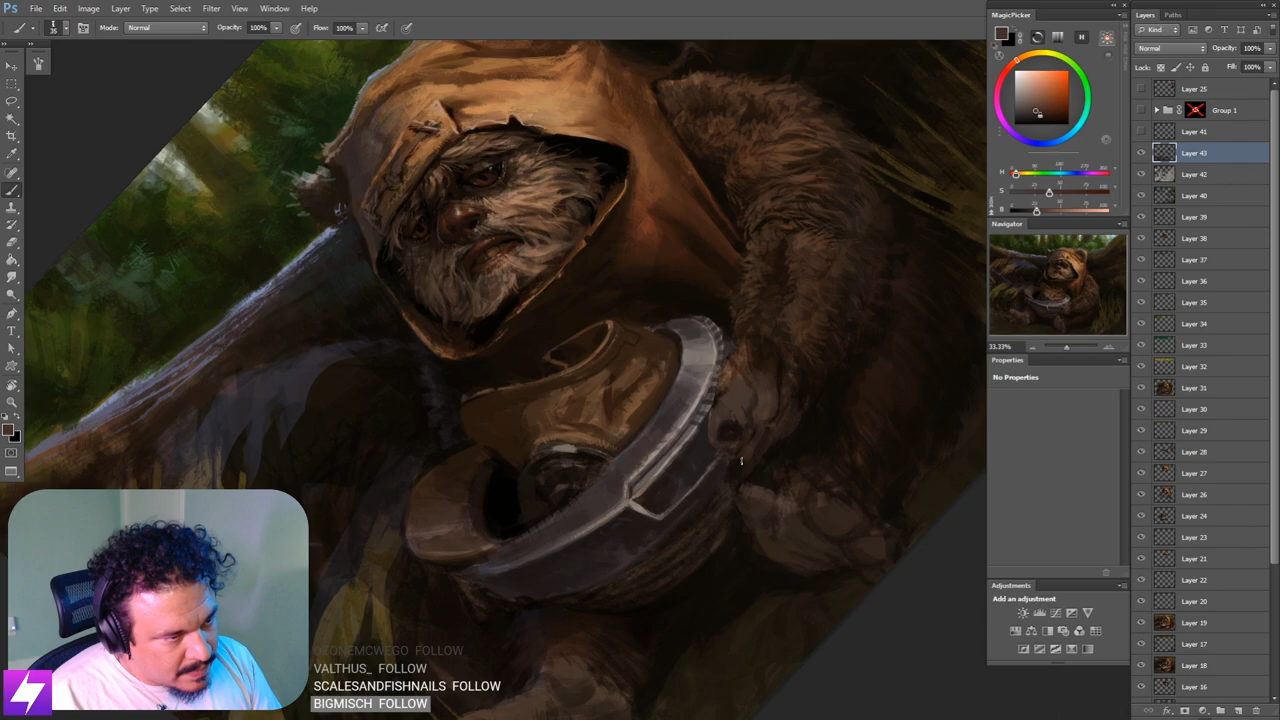 Ps File Edit Image Layer Type Select Filter View Window Help
35 Mode: Normal Opacity: 100% Flow: 100%
MagicPicker
H
H
S
B
Navigator
33.33%
Properties
No Properties
Adjustments
Add an adjustment
Layers Paths
Kind
Normal Opacity: 100%
Lock: Fill: 100%
Layer 25
Group 1
Layer 41
Layer 43
Layer 42
Layer 40
Layer 39
Layer 38
Layer 37
Layer 36
Layer 35
Layer 34
Layer 33
Layer 32
Layer 31
Layer 30
Layer 29
Layer 28
Layer 27
Layer 26
Layer 24
Layer 23
Layer 21
Layer 22
Layer 20
Layer 19
Layer 17
Layer 18
Layer 16
OZONEMCWEGO FOLLOW
VALTHUS_ FOLLOW
SCALESANDFISHNAILS FOLLOW
BIGMISCH FOLLOW